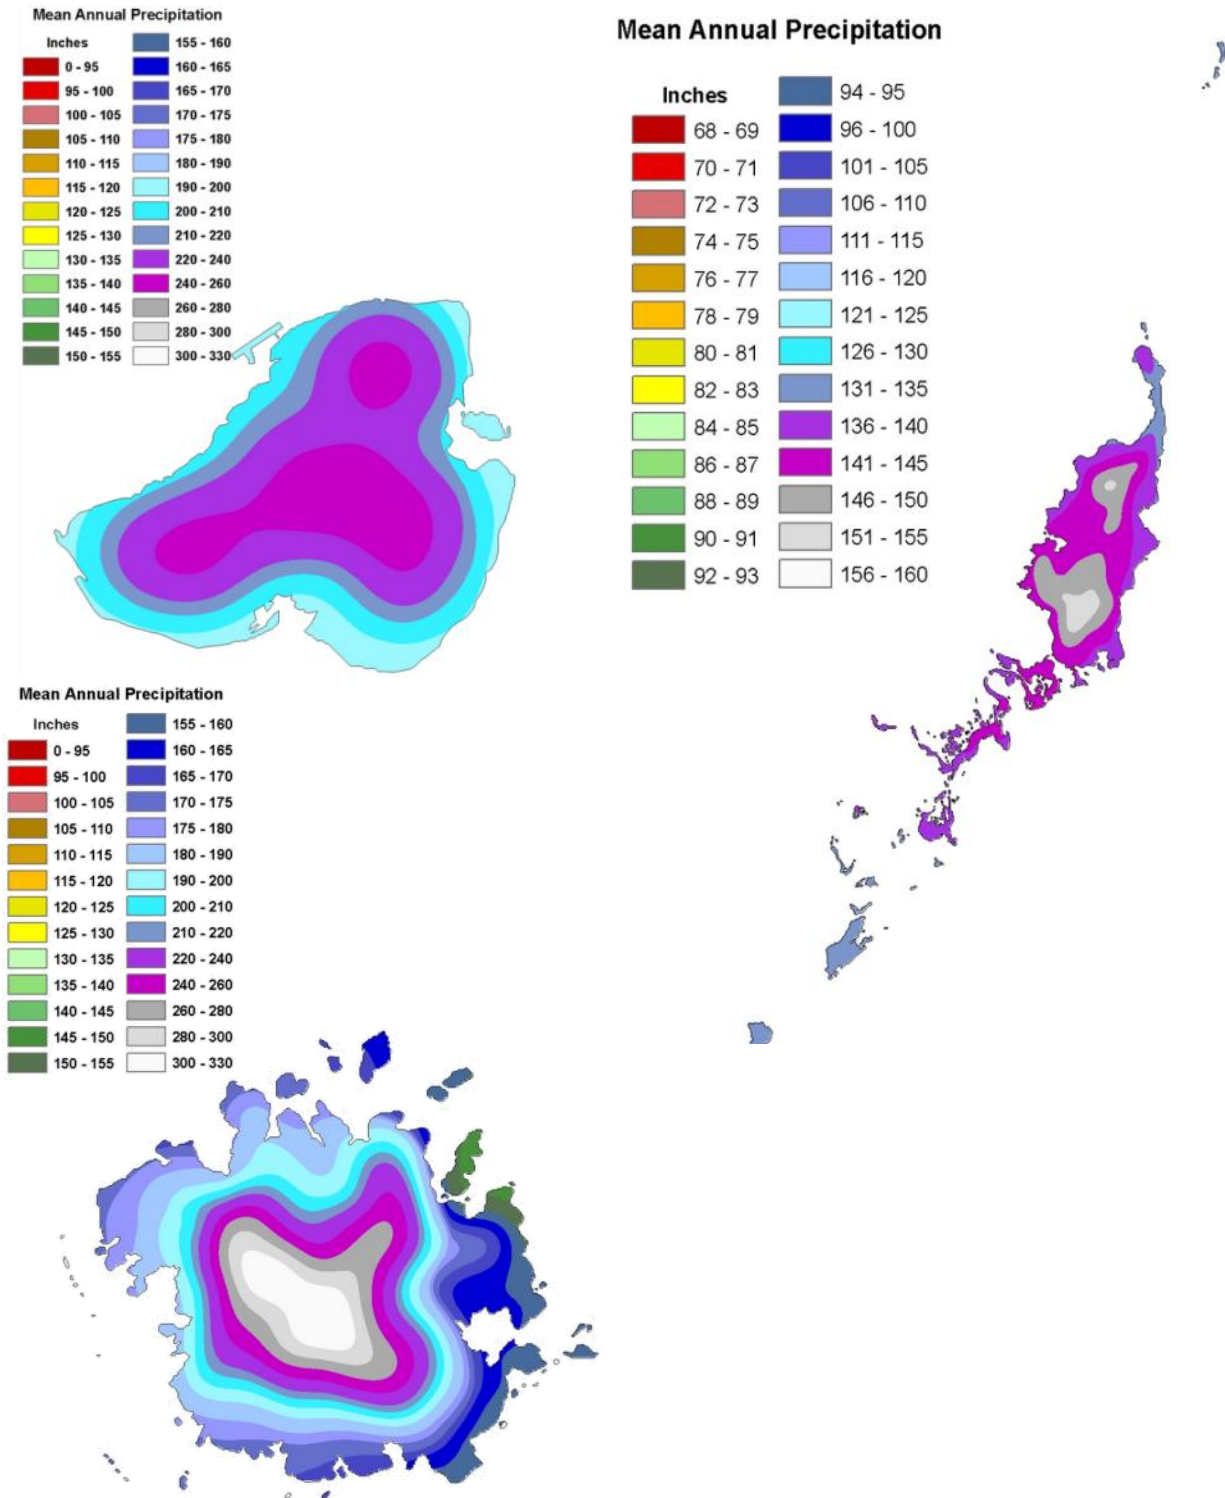 Mean Annual Precipitation
Inches
0 - 95
95 - 100
100 - 105
105 - 110
110 - 115
115 - 120
120 - 125
125 - 130
130 - 135
135 - 140
140 - 145
145 - 150
150 - 155
155 - 160
160 - 165
165 - 170
170 - 175
175 - 180
180 - 190
190 - 200
200 - 210
210 - 220
220 - 240
240 - 260
260 - 280
280 - 300
300 - 330
Mean Annual Precipitation
Inches
68 - 69
70 - 71
72 - 73
74 - 75
76 - 77
78 - 79
80 - 81
82 - 83
84 - 85
86 - 87
88 - 89
90 - 91
92 - 93
94 - 95
96 - 100
101 - 105
106 - 110
111 - 115
116 - 120
121 - 125
126 - 130
131 - 135
136 - 140
141 - 145
146 - 150
151 - 155
156 - 160
Mean Annual Precipitation
Inches
0 - 95
95 - 100
100 - 105
105 - 110
110 - 115
115 - 120
120 - 125
125 - 130
130 - 135
135 - 140
140 - 145
145 - 150
150 - 155
155 - 160
160 - 165
165 - 170
170 - 175
175 - 180
180 - 190
190 - 200
200 - 210
210 - 220
220 - 240
240 - 260
260 - 280
280 - 300
300 - 330